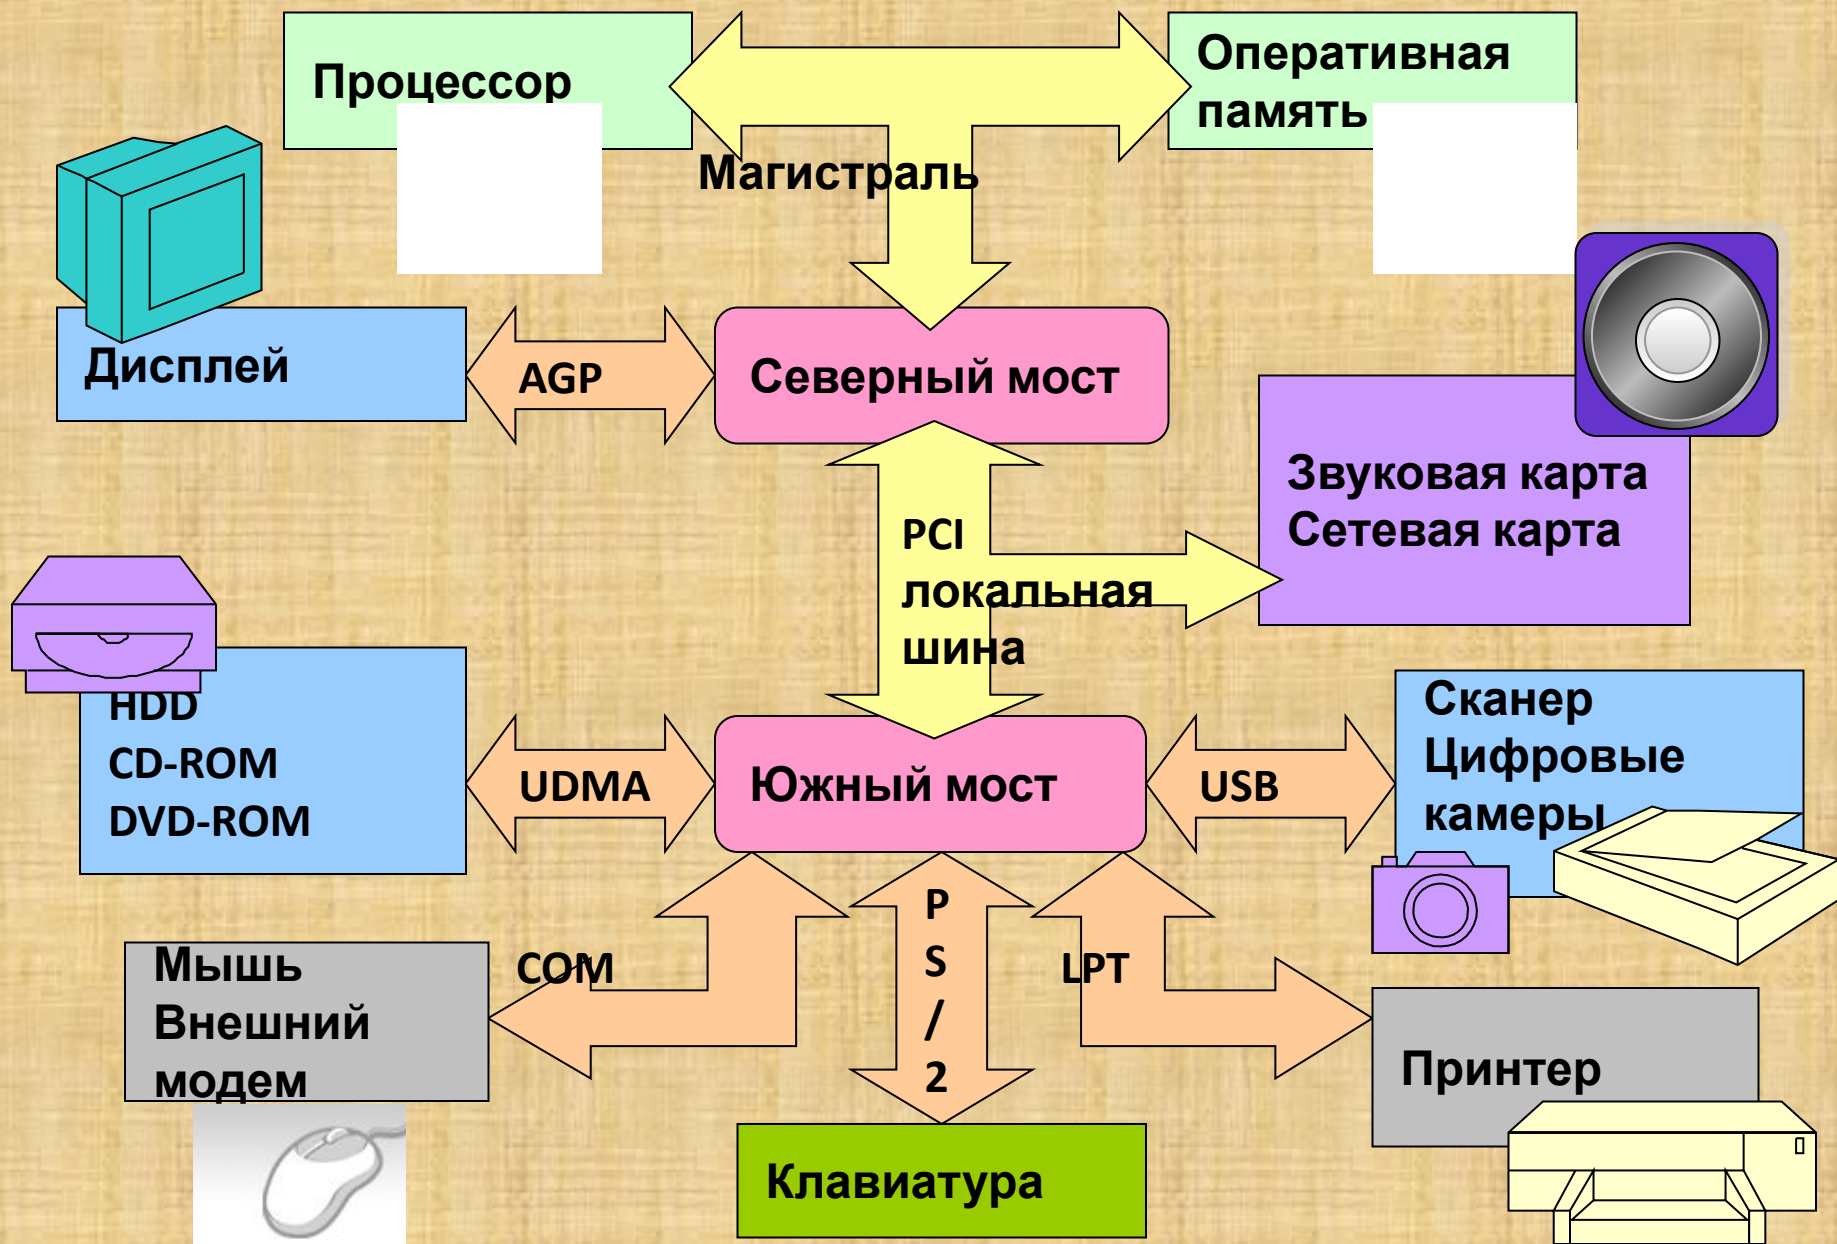 Процессор
Оперативная
память
Магистраль
Дисплей
AGP
Северный мост
Звуковая карта
Сетевая карта
PCI
локальная
шина
HDD
CD-ROM
DVD-ROM
UDMA
Южный мост
USB
Сканер
Цифровые
камеры
Мышь
Внешний
модем
COM
P
S
/
2
LPT
Принтер
Клавиатура